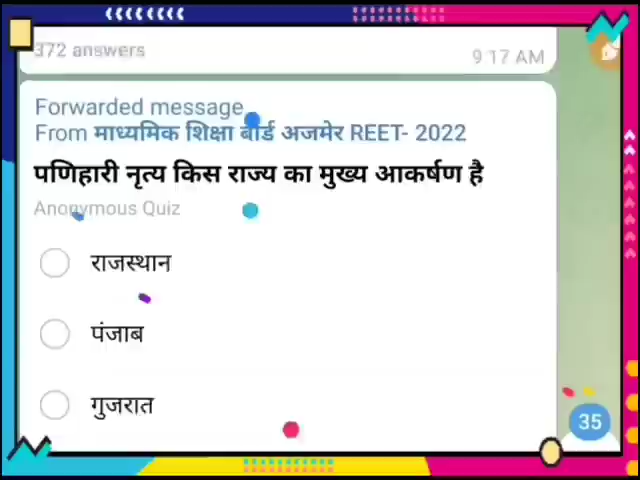 372 answers
9 17 AM
Forwarded message
From माध्यमिक शिक्षा बोर्ड अजमेर REET- 2022
पणिहारी नृत्य किस राज्य का मुख्य आकर्षण है
Anonymous Quiz
राजस्थान
पंजाब
गुजरात
35